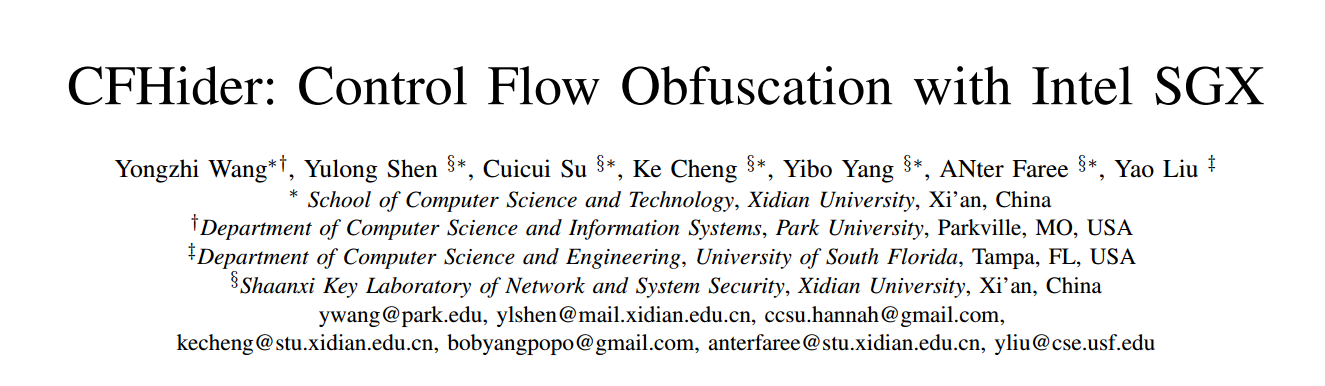 CFHider: Control Flow Obfuscation with Intel SGX
Yongzhi Wang*†, Yulong Shen §*, Cuicui Su §*, Ke Cheng §*, Yibo Yang §*, ANter Faree §*, Yao Liu ‡
* School of Computer Science and Technology, Xidian University, Xi'an, China
†Department of Computer Science and Information Systems, Park University, Parkville, MO, USA
‡Department of Computer Science and Engineering, University of South Florida, Tampa, FL, USA
§Shaanxi Key Laboratory of Network and System Security, Xidian University, Xi'an, China
ywang@park.edu, ylshen@mail.xidian.edu.cn, ccsu.hannah@gmail.com,
kecheng@stu.xidian.edu.cn, bobyangpopo@gmail.com, anterfaree@stu.xidian.edu.cn, yliu@cse.usf.edu